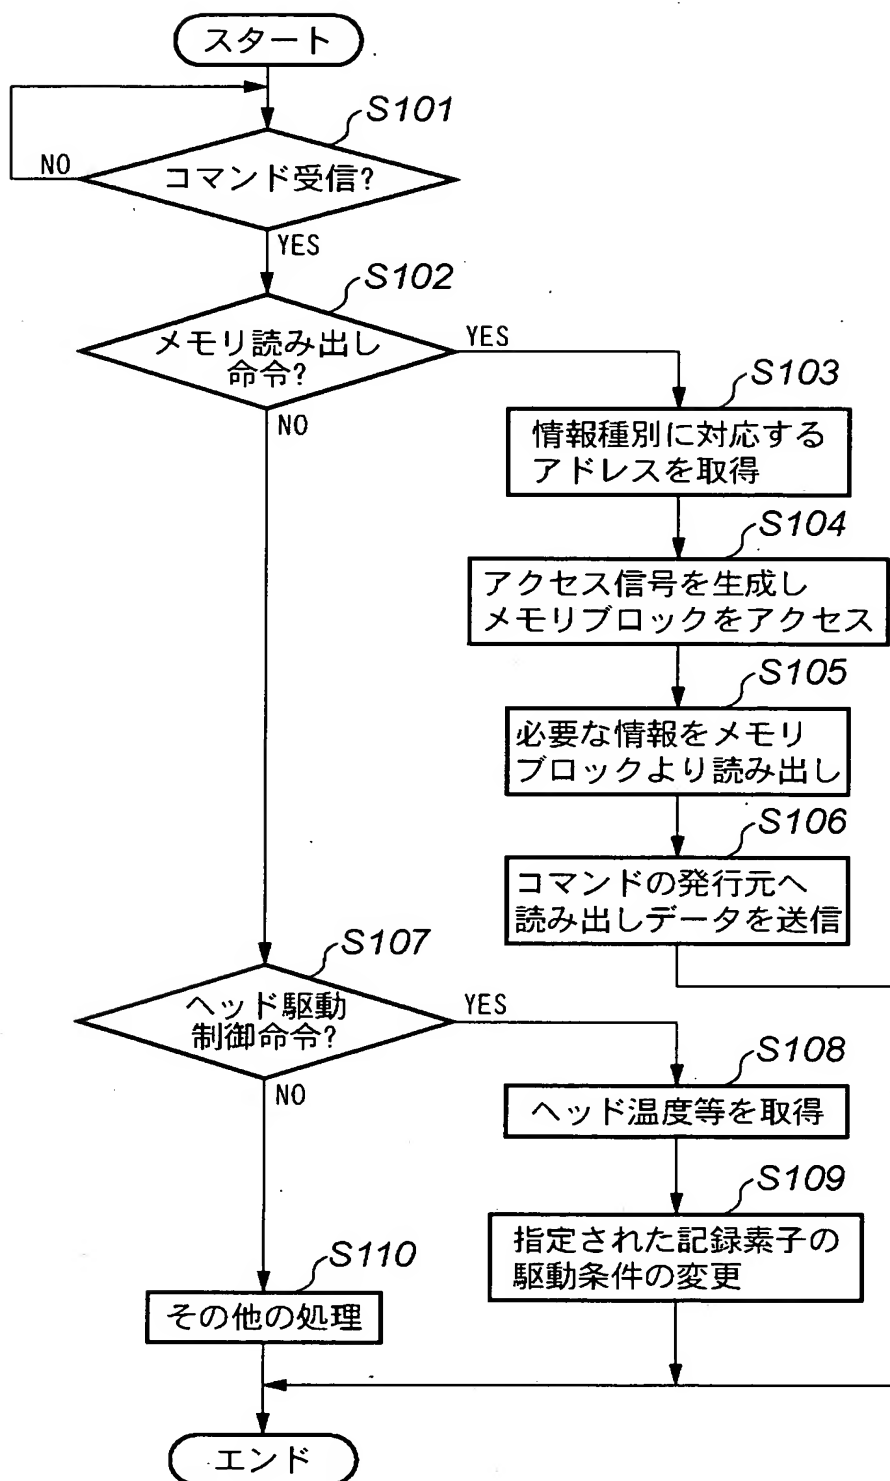 スタート
S101
コマンド受信?
NO
YES
S102
メモリ読み出し
命令?
YES
NO
S103
情報種別に対応する
アドレスを取得
S104
アクセス信号を生成し
メモリブロックをアクセス
S105
必要な情報をメモリ
ブロックより読み出し
S106
コマンドの発行元へ
読み出しデータを送信
S107
ヘッド駆動
制御命令?
YES
NO
S108
ヘッド温度等を取得
S109
指定された記録素子の
駆動条件の変更
S110
その他の処理
エンド